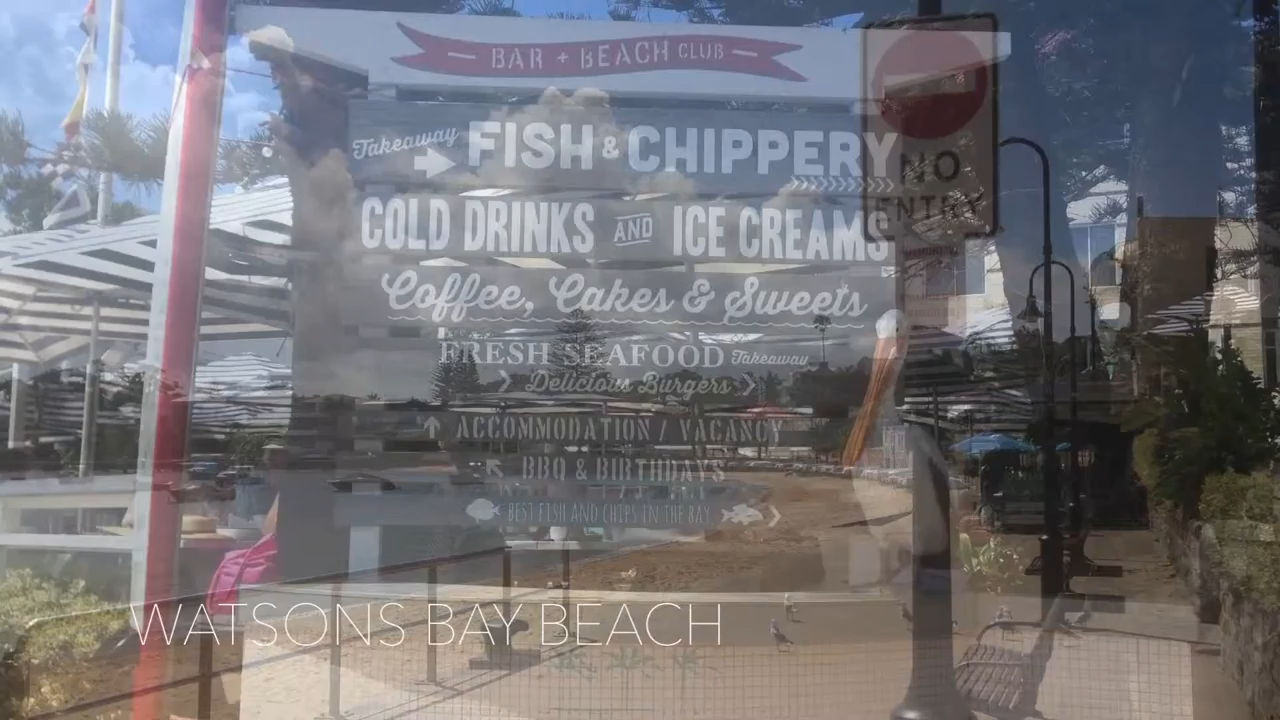 BAR + BEACH CLUB
Takeaway FISH & CHIPPERY
NO
ENTRY
COLD DRINKS AND ICE CREAMS
Coffee, Cakes & Sweets
FRESH SEAFOOD Takeaway
Delicious Burgers
ACCOMMODATION / VACANCY
BBQ & BIRTHDAYS
BEST FISH AND CHIPS IN THE BAY
WATSONS BAY BEACH